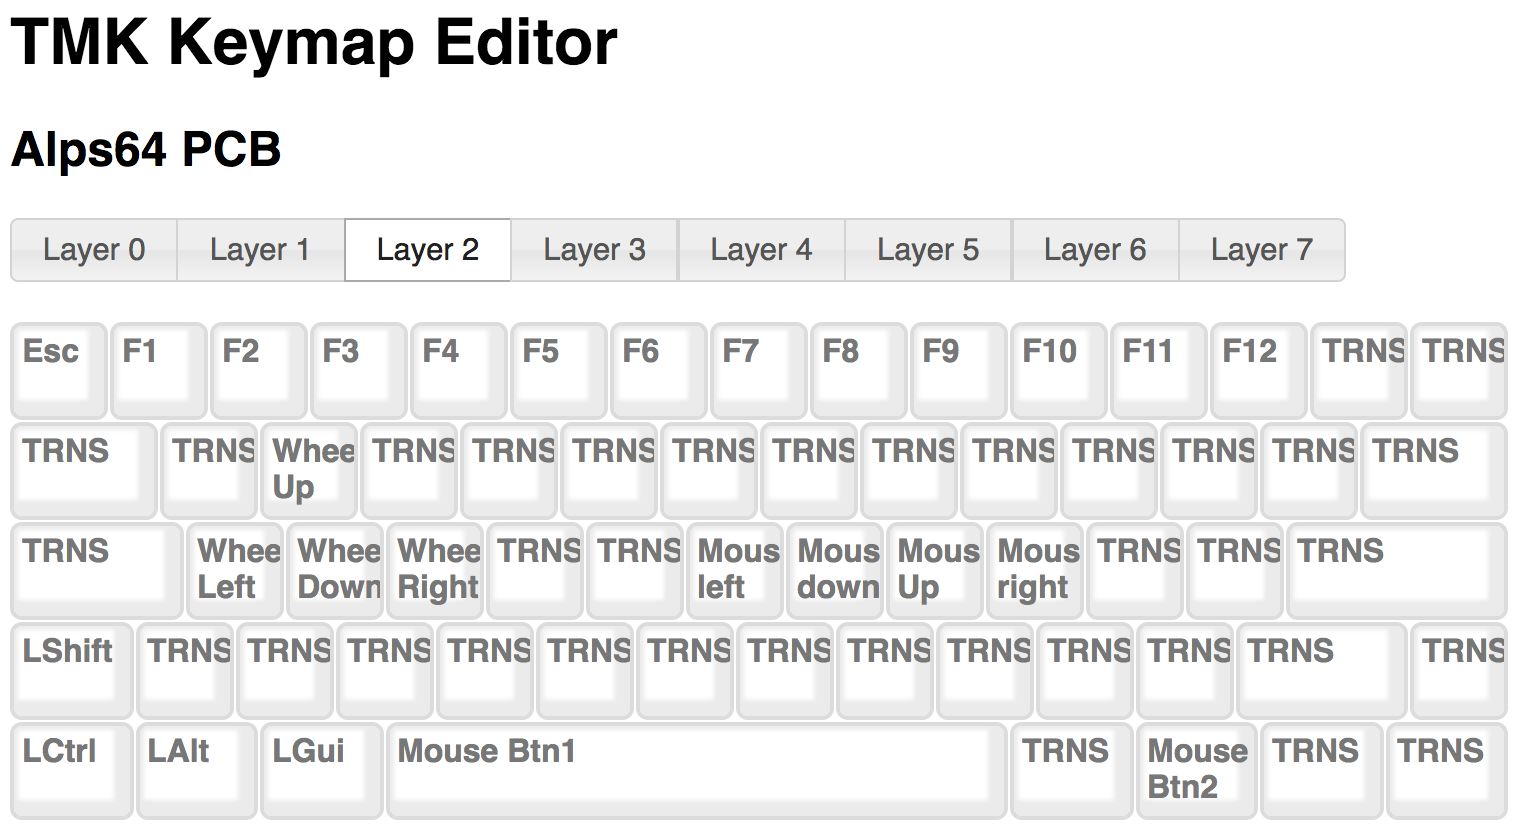 TMK Keymap Editor
Alps64 PCB
Layer 0 Layer 1 Layer 2 Layer 3 Layer 4 Layer 5 Layer 6 Layer 7
Esc F1 F2 F3 F4 F5 F6 F7 F8 F9 F10 F11 F12 TRNS TRNS
TRNS TRNS Whee TRNS TRNS TRNS TRNS TRNS TRNS TRNS TRNS TRNS TRNS TRNS
Up
TRNS Whee Whee Whee TRNS TRNS Mous Mous Mous Mous TRNS TRNS TRNS
Left Down Right left down Up right
LShift TRNS TRNS TRNS TRNS TRNS TRNS TRNS TRNS TRNS TRNS TRNS TRNS TRNS
LCtrl LAlt LGui Mouse Btn1 TRNS Mouse TRNS TRNS
Btn2